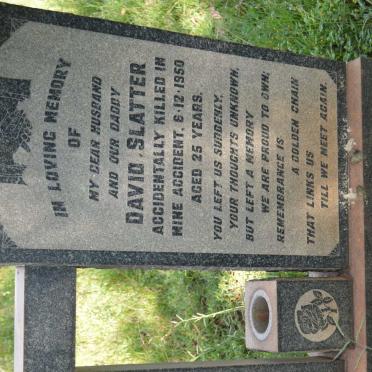 IN LOVING MEMORY
OF
MY DEAR HUSBAND
AND OUR DADDY
DAVID SLATTER
ACCIDENTALLY KILLED IN
MINE ACCIDENT, 6·12·1950
AGED 25 YEARS.
YOU LEFT US SUDDENLY,
YOUR THOUGHTS UNKNOWN,
BUT LEFT A MEMORY
WE ARE PROUD TO OWN;
REMEMBRANCE IS
A GOLDEN CHAIN
THAT LINKS US
TILL WE MEET AGAIN.